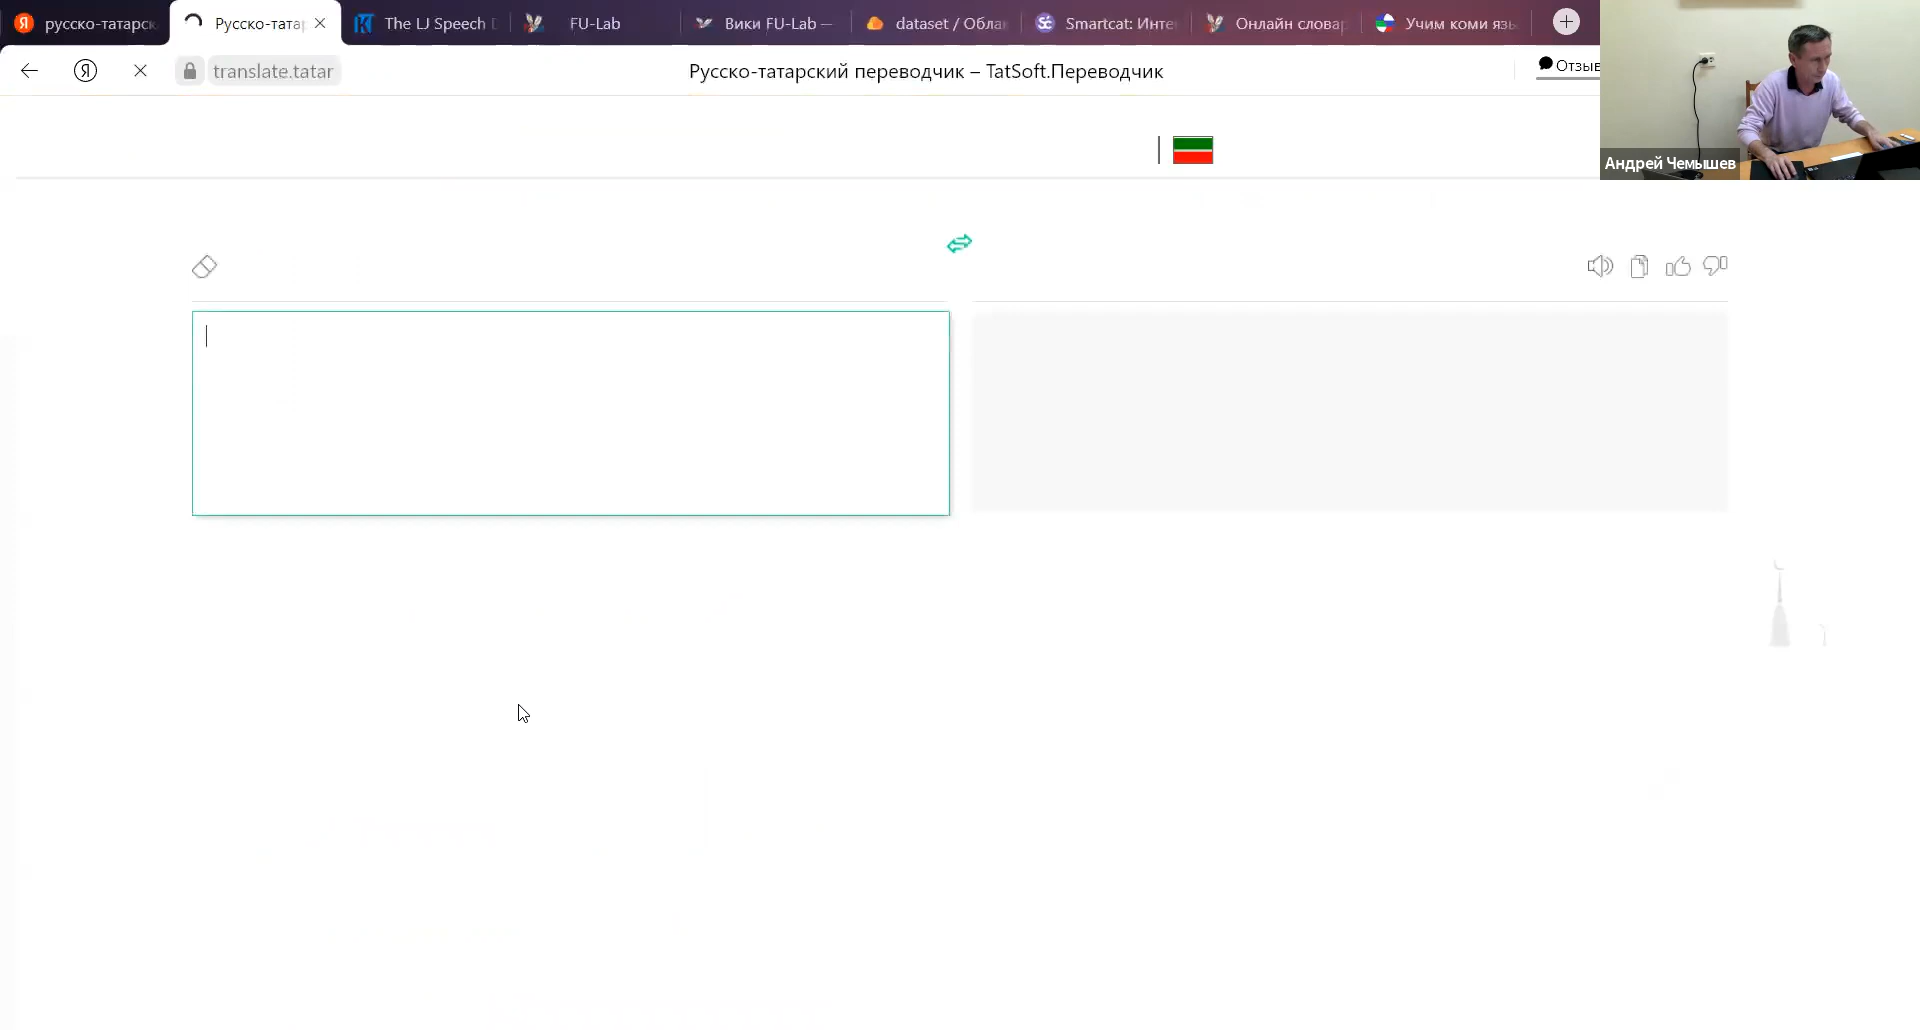 русско-татарск
Русско-татар
The LJ Speech D
FU-Lab
Вики FU-Lab —
dataset / Обла
Smartcat: Инте
Онлайн словар
Учим коми язы
translate.tatar
Русско-татарский переводчик – TatSoft.Переводчик
Отзыв
Андрей Чемышев